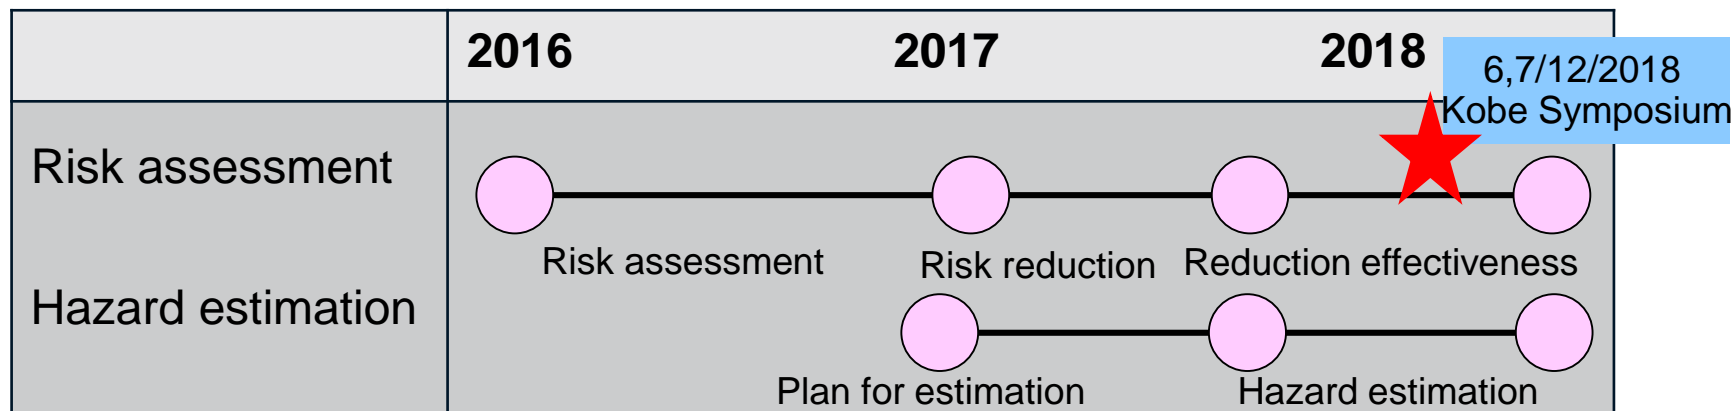 2016
2017
2018
6,7/12/2018
Kobe Symposium
Risk assessment
Risk assessment
Risk reduction
Reduction effectiveness
Hazard estimation
Plan for estimation
Hazard estimation